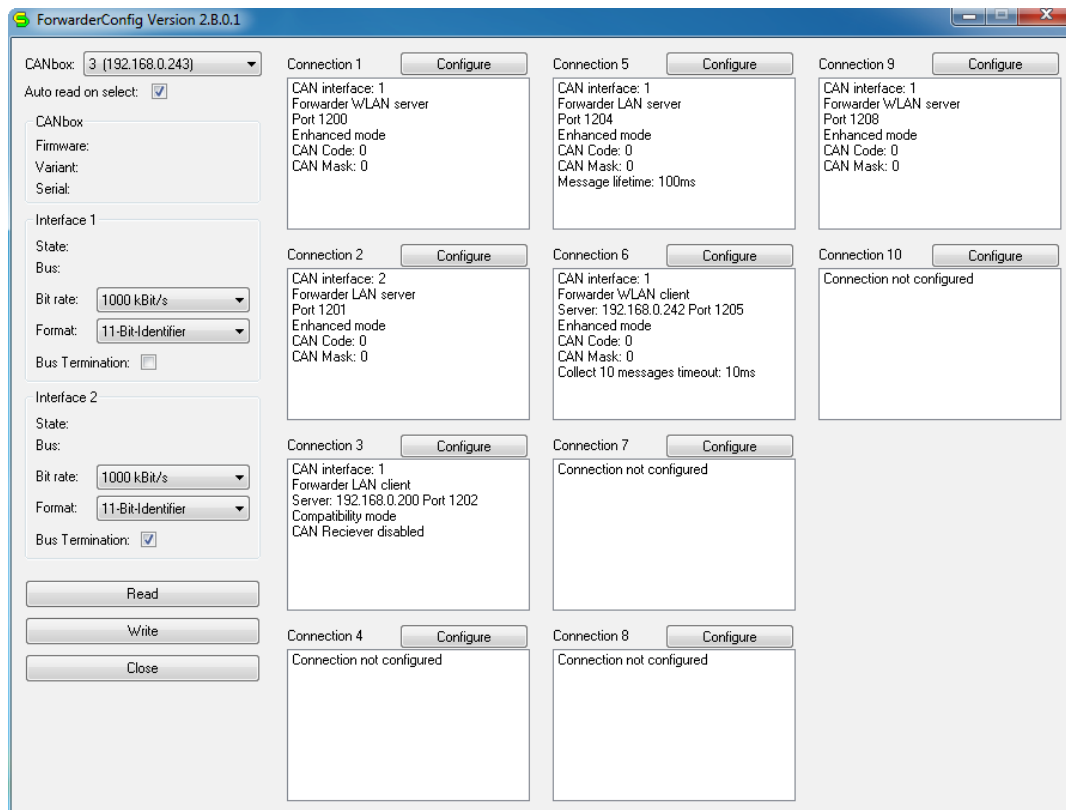 ForwarderConfig Version 2.B.0.1
CANbox: 3 (192.168.0.243)
Auto read on select:
CANbox
Firmware:
Variant:
Serial:
Interface 1
State:
Bus:
Bit rate: 1000 kBit/s
Format: 11-Bit-Identifier
Bus Termination:
Interface 2
State:
Bus:
Bit rate: 1000 kBit/s
Format: 11-Bit-Identifier
Bus Termination:
Read
Write
Close
Connection 1 Configure
CAN interface: 1
Forwarder WLAN server
Port 1200
Enhanced mode
CAN Code: 0
CAN Mask: 0
Connection 2 Configure
CAN interface: 2
Forwarder LAN server
Port 1201
Enhanced mode
CAN Code: 0
CAN Mask: 0
Connection 3 Configure
CAN interface: 1
Forwarder LAN client
Server: 192.168.0.200 Port 1202
Compatibility mode
CAN Reciever disabled
Connection 4 Configure
Connection not configured
Connection 5 Configure
CAN interface: 1
Forwarder LAN server
Port 1204
Enhanced mode
CAN Code: 0
CAN Mask: 0
Message lifetime: 100ms
Connection 6 Configure
CAN interface: 1
Forwarder WLAN client
Server: 192.168.0.242 Port 1205
Enhanced mode
CAN Code: 0
CAN Mask: 0
Collect 10 messages timeout: 10ms
Connection 7 Configure
Connection not configured
Connection 8 Configure
Connection not configured
Connection 9 Configure
CAN interface: 1
Forwarder WLAN server
Port 1208
Enhanced mode
CAN Code: 0
CAN Mask: 0
Connection 10 Configure
Connection not configured